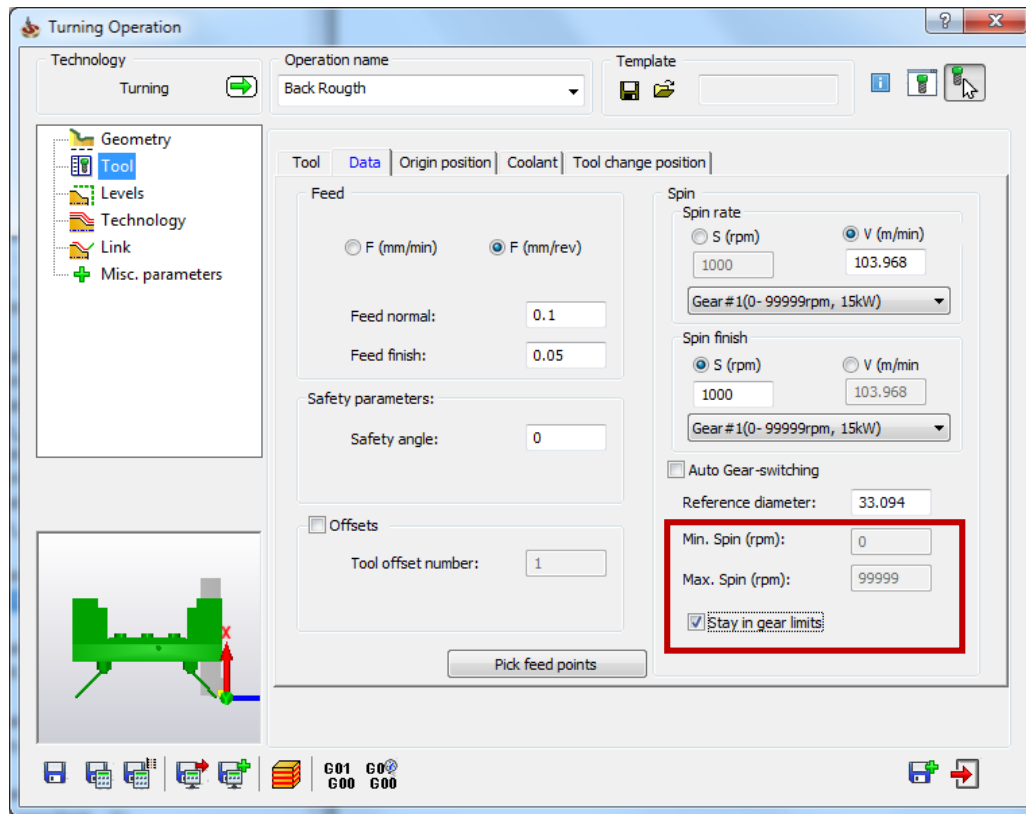 Turning Operation
Technology
Turning
Operation name
Back Rougth
Template
Geometry
Tool
Levels
Technology
Link
Misc. parameters
Tool Data Origin position Coolant Tool change position
Feed
F (mm/min) F (mm/rev)
Feed normal: 0.1
Feed finish: 0.05
Safety parameters:
Safety angle: 0
Offsets
Tool offset number: 1
Pick feed points
Spin
Spin rate
S (rpm) V (m/min)
1000 103.968
Gear#1(0- 99999rpm, 15kW)
Spin finish
S (rpm) V (m/min
1000 103.968
Gear#1(0- 99999rpm, 15kW)
Auto Gear-switching
Reference diameter: 33.094
Min. Spin (rpm): 0
Max. Spin (rpm): 99999
Stay in gear limits
X
G01 G0
G00 G00